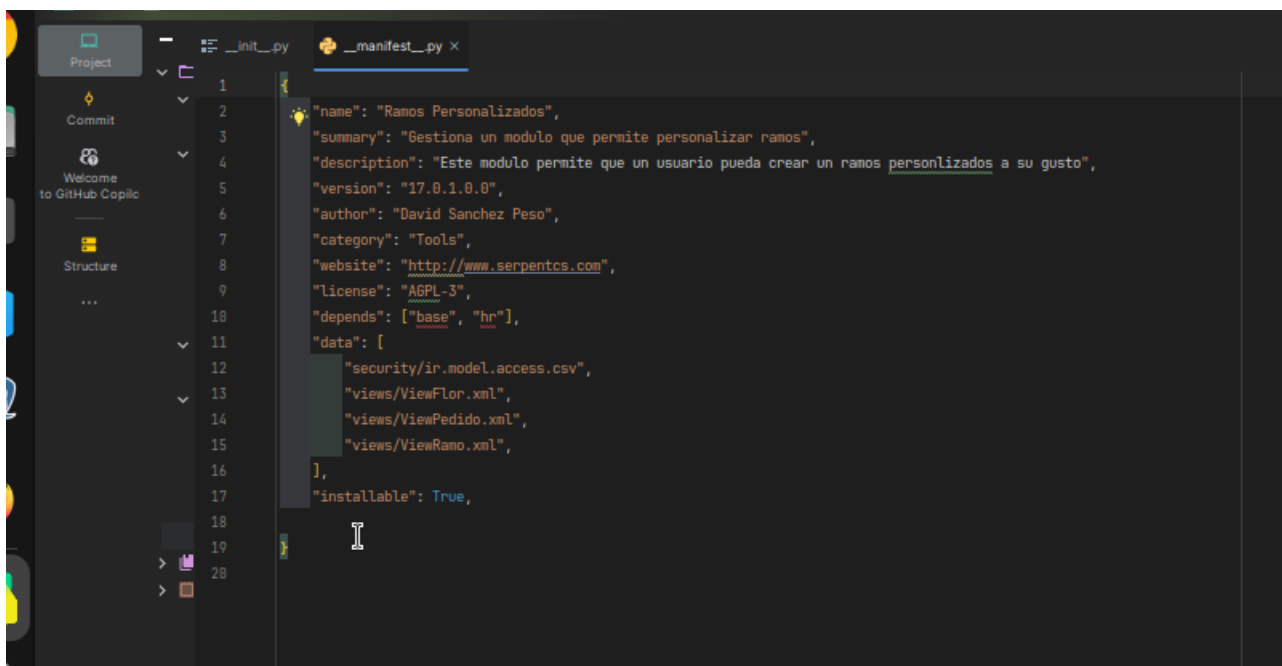 Project
Commit
Welcome
to GitHub Copilc
Structure
...
__init__.py
__manifest__.py ×
1 {
2 "name": "Ramos Personalizados",
3 "summary": "Gestiona un modulo que permite personalizar ramos",
4 "description": "Este modulo permite que un usuario pueda crear un ramos personlizados a su gusto",
5 "version": "17.0.1.0.0",
6 "author": "David Sanchez Peso",
7 "category": "Tools",
8 "website": "http://www.serpentcs.com",
9 "license": "AGPL-3",
10 "depends": ["base", "hr"],
11 "data": [
12 "security/ir.model.access.csv",
13 "views/ViewFlor.xml",
14 "views/ViewPedido.xml",
15 "views/ViewRamo.xml",
16 ],
17 "installable": True,
18
19 }
20